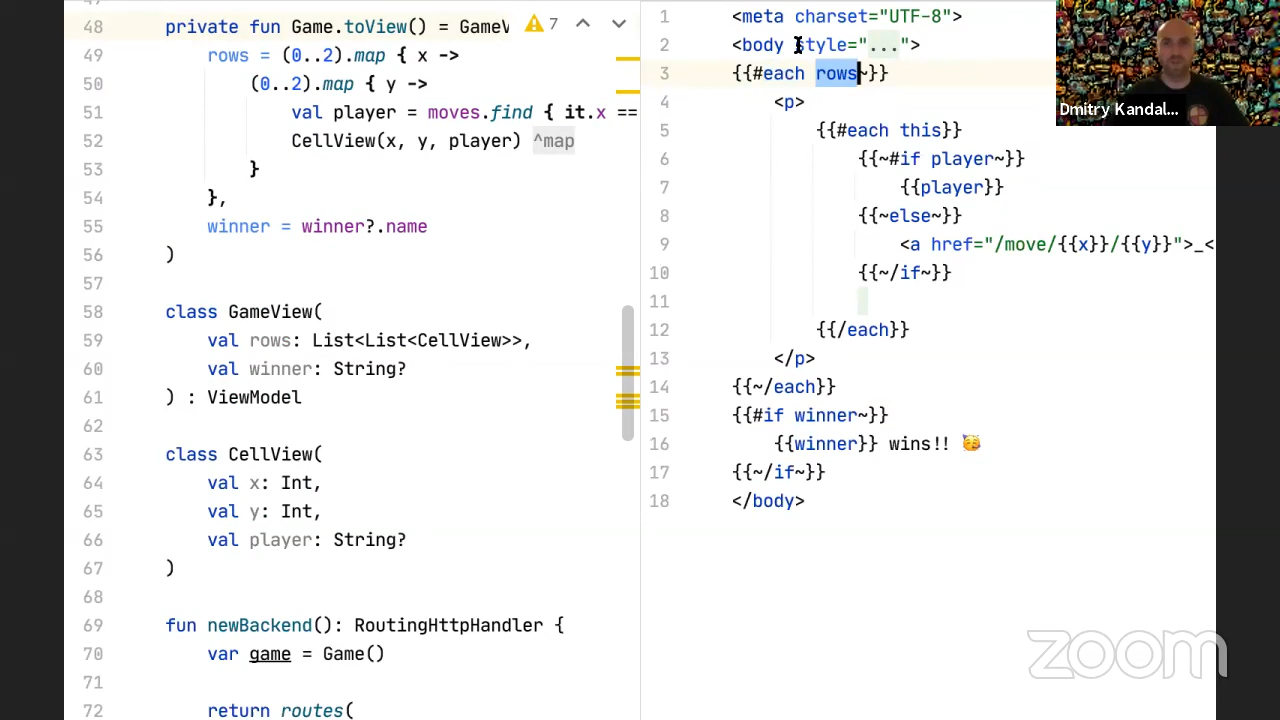 48 private fun Game.toView() = GameV 7
49 rows = (0..2).map { x ->
50 (0..2).map { y ->
51 val player = moves.find { it.x ==
52 CellView(x, y, player) ^map
53 }
54 },
55 winner = winner?.name
56 )
57
58 class GameView(
59 val rows: List<List<CellView>>,
60 val winner: String?
61 ) : ViewModel
62
63 class CellView(
64 val x: Int,
65 val y: Int,
66 val player: String?
67 )
68
69 fun newBackend(): RoutingHttpHandler {
70 var game = Game()
71
72 return routes(
1 <meta charset="UTF-8">
2 <body style="...">
3 {{#each rows~}}
4 <p>
5 {{#each this}}
6 {{~#if player~}}
7 {{player}}
8 {{~else~}}
9 <a href="/move/{{x}}/{{y}}">_<
10 {{~/if~}}
11
12 {{/each}}
13 </p>
14 {{~/each}}
15 {{#if winner~}}
16 {{winner}} wins!! 🥳
17 {{~/if~}}
18 </body>
Dmitry Kandal...
zoom